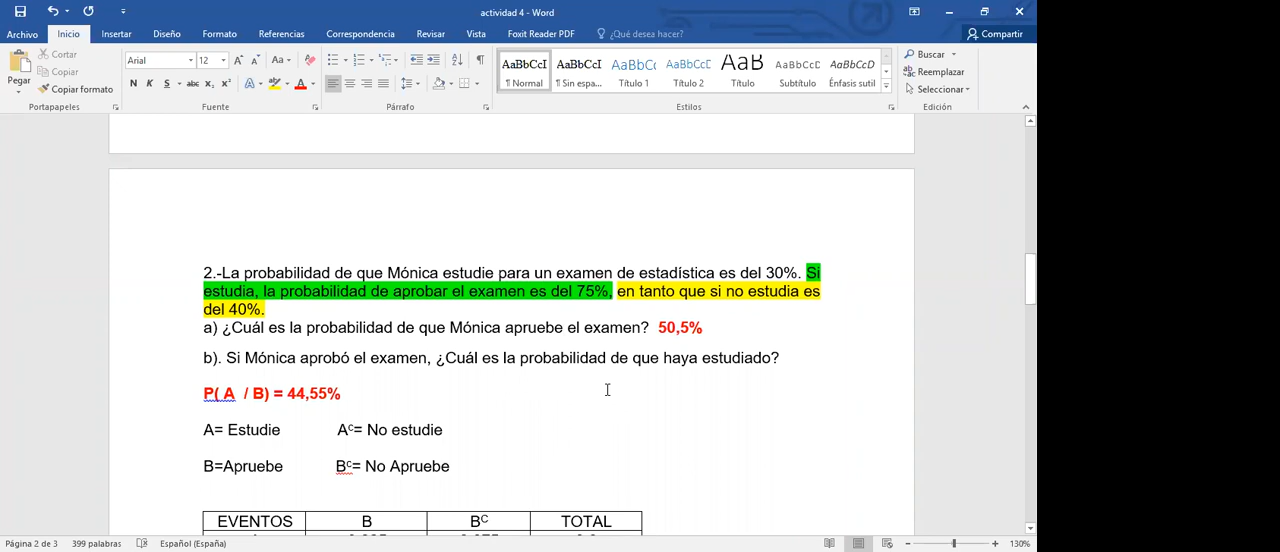 actividad 4 - Word
Archivo Inicio Insertar Diseño Formato Referencias Correspondencia Revisar Vista Foxit Reader PDF ¿Qué desea hacer? Compartir
Pegar
Cortar
Copiar
Copiar formato
Portapapeles
Arial 12
Fuente
Párrafo
AaBbCcI AaBbCcI AaBbCc AaBbCcI AaB AaBbCcI AaBbCcI
¶ Normal ¶ Sin espa... Título 1 Título 2 Título Subtítulo Énfasis sutil
Estilos
Buscar
Reemplazar
Seleccionar
Edición
2.-La probabilidad de que Mónica estudie para un examen de estadística es del 30%. Si
estudia, la probabilidad de aprobar el examen es del 75%, en tanto que si no estudia es
del 40%.
a) ¿Cuál es la probabilidad de que Mónica apruebe el examen? 50,5%
b). Si Mónica aprobó el examen, ¿Cuál es la probabilidad de que haya estudiado?
P( A / B) = 44,55%
A= Estudie Aᶜ= No estudie
B=Apruebe Bᶜ= No Apruebe
EVENTOS B Bᶜ TOTAL
Página 2 de 3 399 palabras Español (España) 130%